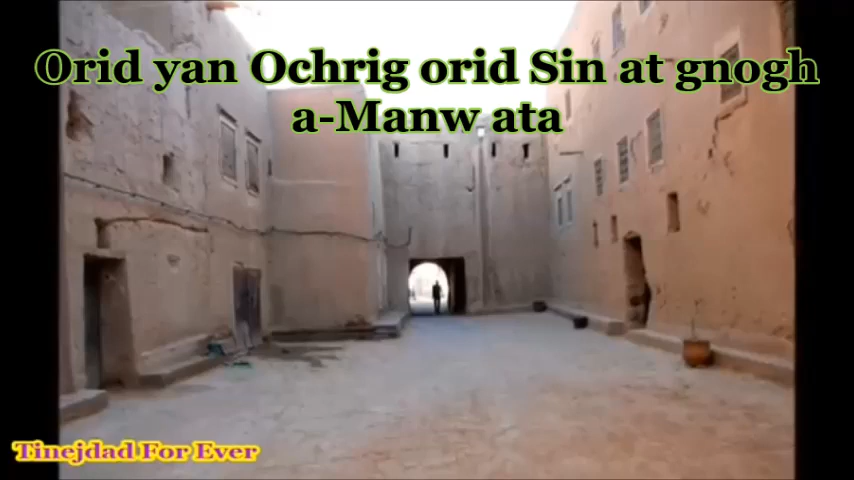 Orid yan Ochrig orid Sin at gnogh
a-Manw ata
Tinejdad For Ever